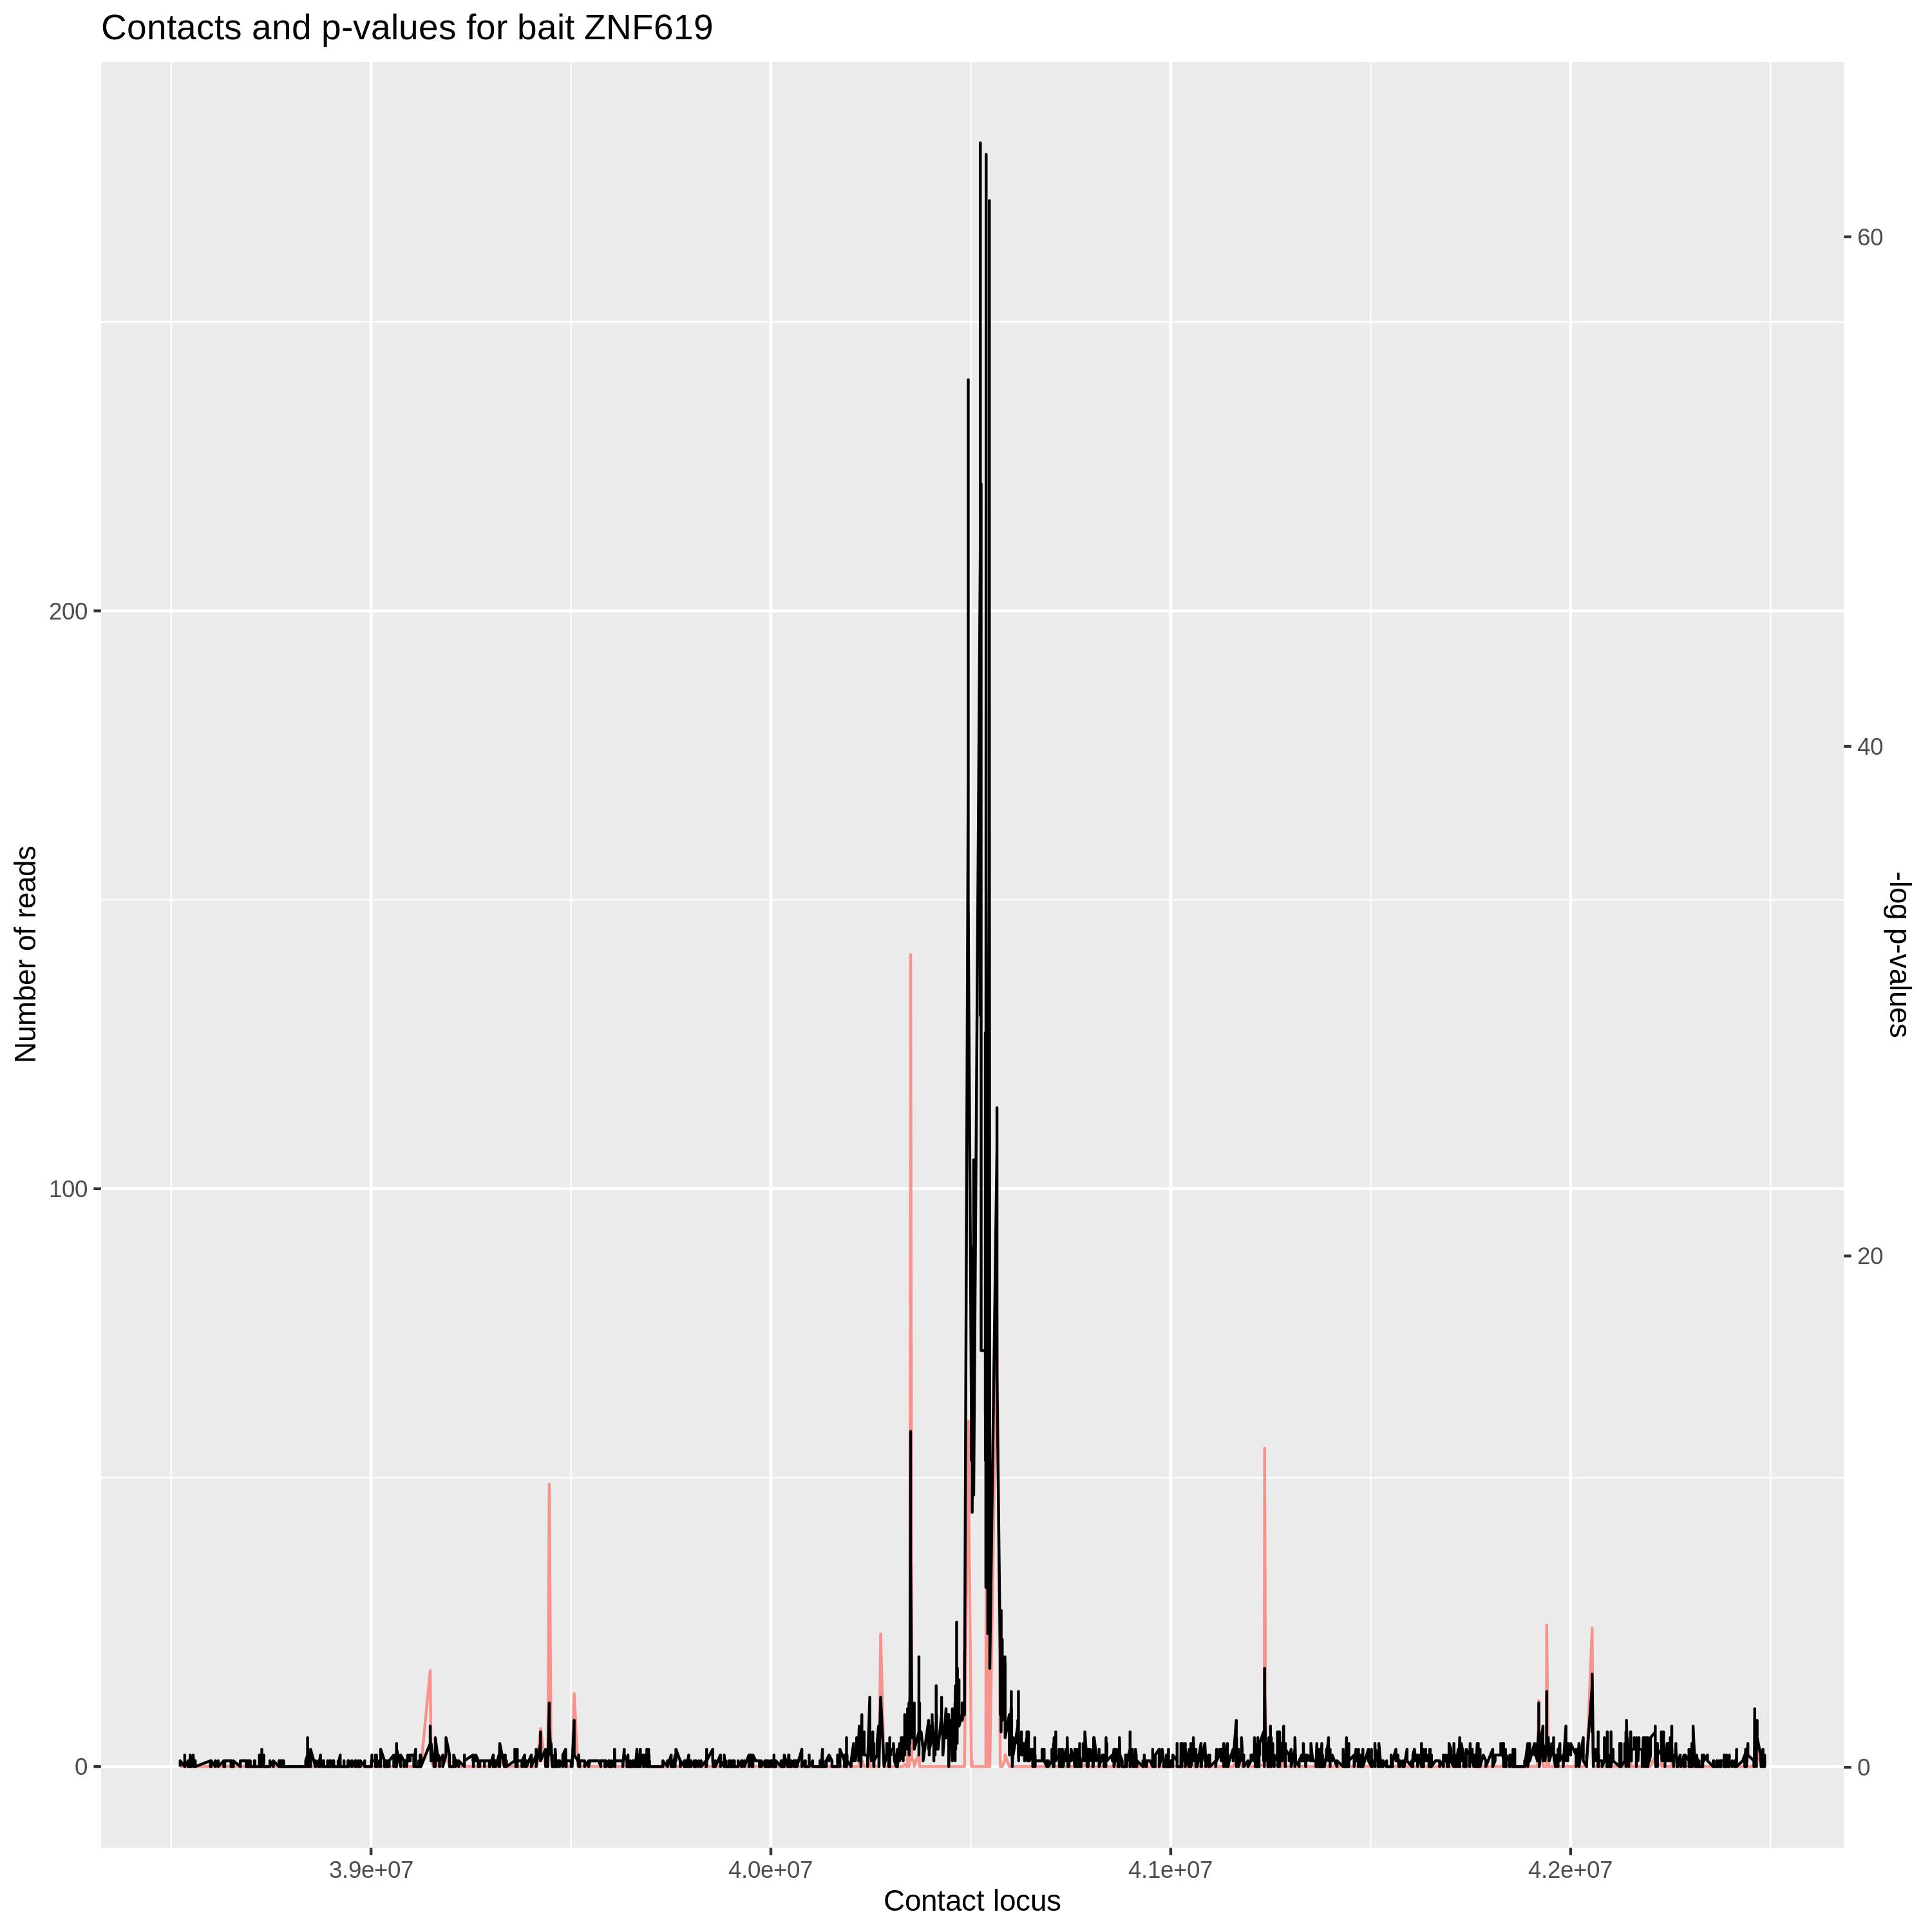 Contacts and p-values for bait ZNF619
Number of reads
200
100
0
60
40
20
0
-log p-values
3.9e+07 4.0e+07 4.1e+07 4.2e+07
Contact locus